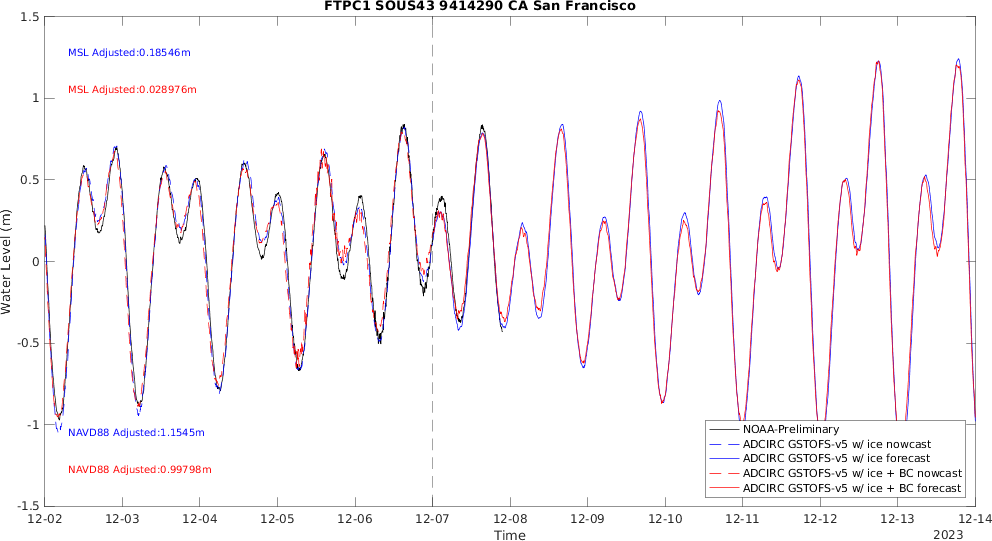 FTPC1 SOUS43 9414290 CA San Francisco
1.5
1
0.5
0
-0.5
-1
-1.5
Water Level (m)
MSL Adjusted:0.18546m
MSL Adjusted:0.028976m
NAVD88 Adjusted:1.1545m
NAVD88 Adjusted:0.99798m
NOAA-Preliminary
ADCIRC GSTOFS-v5 w/ ice nowcast
ADCIRC GSTOFS-v5 w/ ice forecast
ADCIRC GSTOFS-v5 w/ ice + BC nowcast
ADCIRC GSTOFS-v5 w/ ice + BC forecast
12-02 12-03 12-04 12-05 12-06 12-07 12-08 12-09 12-10 12-11 12-12 12-13 12-14
Time
2023